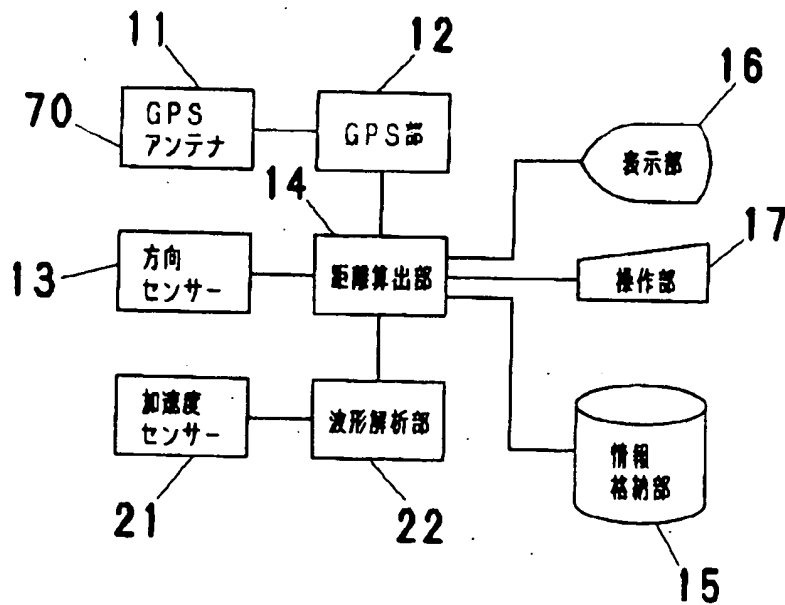 11
12
16
70
GPS
アンテナ
GPS部
表示部
14
17
13
方向
センサー
距離算出部
操作部
加速度
センサー
波形解析部
情報
格納部
21
22
15